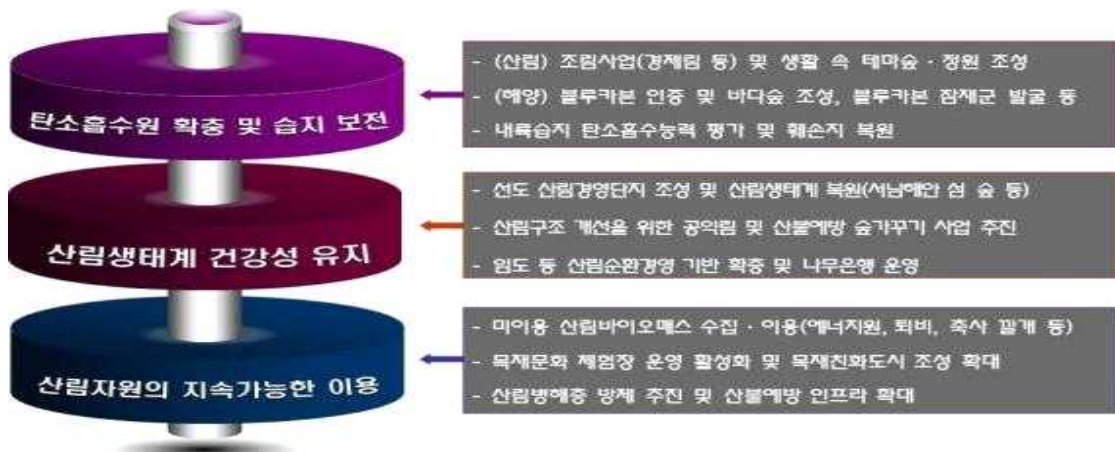 탄소흡수원 확충 및 습지 보전
- (산림) 조림사업(경제림 등) 및 생활 속 테마숲 · 정원 조성
- (해양) 블루카본 인증 및 바다숲 조성, 블루카본 잠재군 발굴 등
- 내륙습지 탄소흡수능력 평가 및 훼손지 복원
산림생태계 건강성 유지
- 선도 산림경영단지 조성 및 산림생태계 복원(서남해안 섬 숲 등)
- 산림구조 개선을 위한 공익림 및 산불예방 숲가꾸기 사업 추진
- 임도 등 산림순환경영 기반 확충 및 나무은행 운영
산림자원의 지속가능한 이용
- 미이용 산림바이오매스 수집 · 이용(에너지원, 퇴비, 축사 깔개 등)
- 목재문화 체험장 운영 활성화 및 목재친화도시 조성 확대
- 산림병해충 방제 추진 및 산불예방 인프라 확대